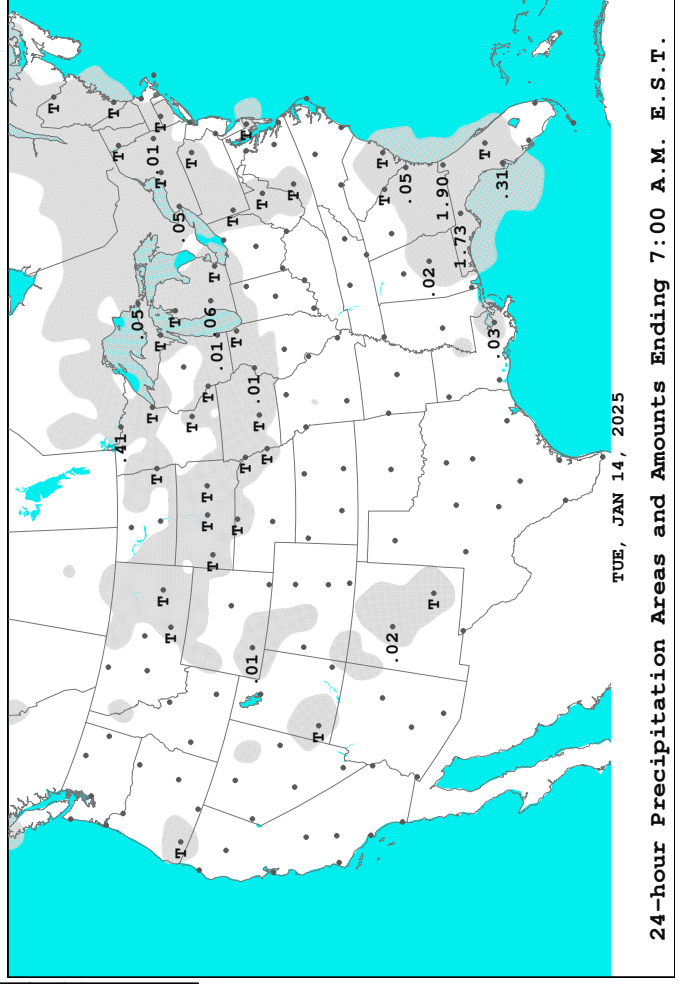 T
T
T
.41
.05
T
.01
T
T
T
T
T
T
T
.05
T
T
T
T
T
T
.06
T
T
.01
T
T
T
T
T
.01
.01
T
T
T
T
T
T
T
.02
.05
.02
T
1.90
1.73
T
.03
.31
TUE, JAN 14, 2025
24-hour Precipitation Areas and Amounts Ending 7:00 A.M. E.S.T.